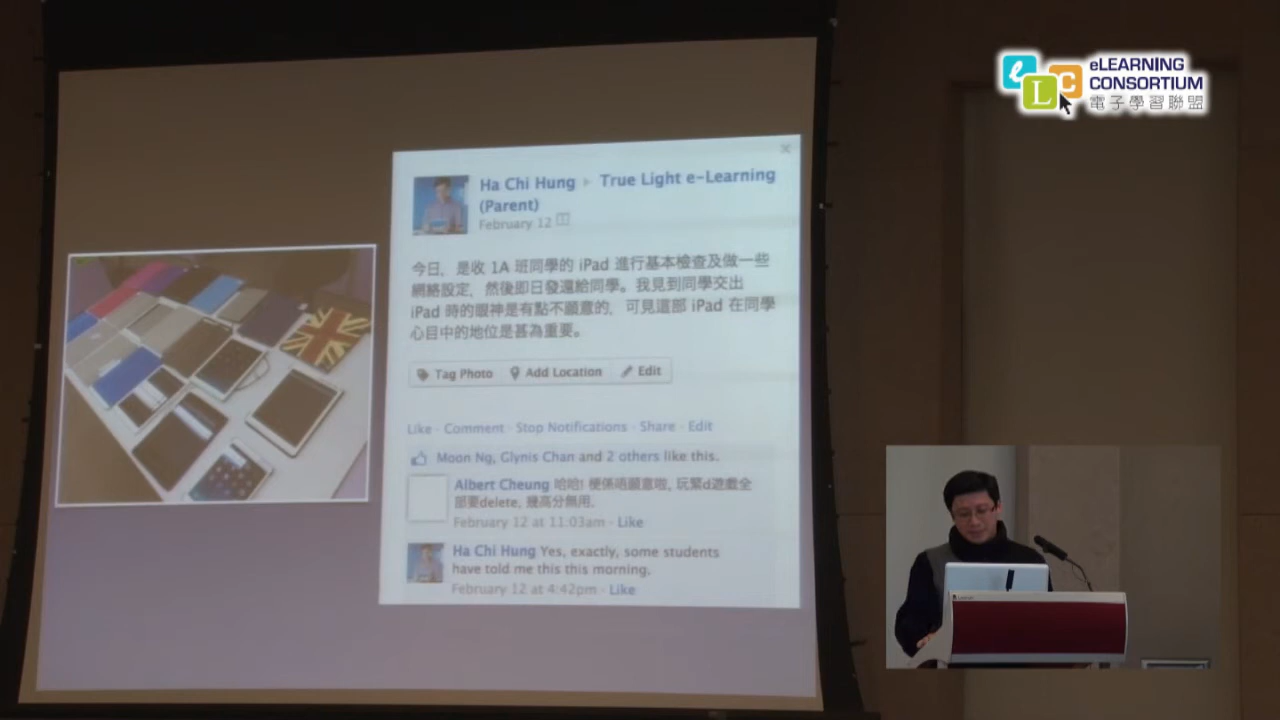 eLEARNING
CONSORTIUM
電子學習聯盟
eLC
Ha Chi Hung ▸ True Light e-Learning
(Parent)
February 12
今日，是收 1A 班同學的 iPad 進行基本檢查及做一些
網絡設定，然後即日發還給同學。我見到同學交出
iPad 時的眼神是有點不願意的，可見這部 iPad 在同學
心目中的地位是甚為重要。
Tag Photo Add Location Edit
Like · Comment · Stop Notifications · Share · Edit
Moon Ng, Glynis Chan and 2 others like this.
Albert Cheung 哈哈! 梗係唔願意啦, 玩緊d遊戲全
部要delete, 幾高分無用.
February 12 at 11:03am · Like
Ha Chi Hung Yes, exactly, some students
have told me this this morning.
February 12 at 4:42pm · Like